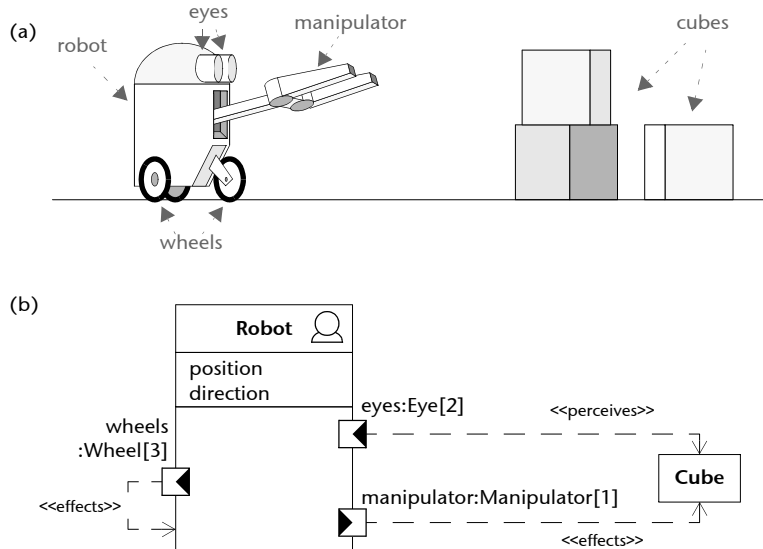 eyes
manipulator
cubes
(a)
robot
wheels
(b)
Robot
position
direction
eyes:Eye[2]
<<perceives>>
wheels
:Wheel[3]
Cube
<<effects>>
manipulator:Manipulator[1]
<<effects>>